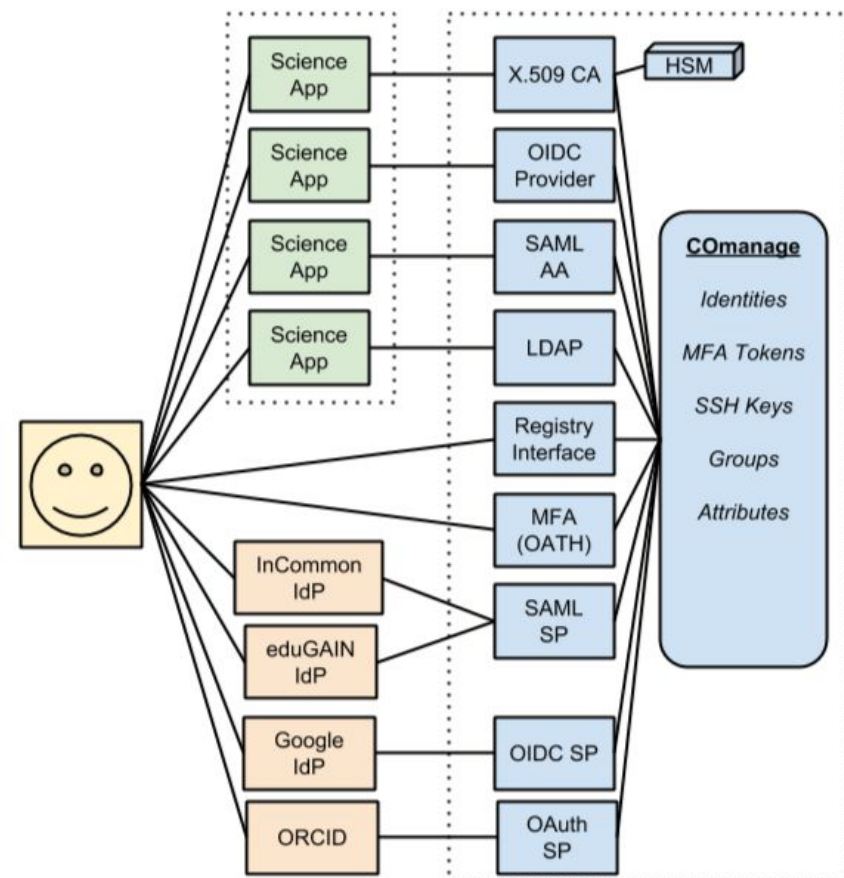 Science
App
X.509 CA
HSM
Science
App
OIDC
Provider
Science
App
SAML
AA
Science
App
LDAP
COmanage
Identities
MFA Tokens
SSH Keys
Groups
Attributes
Registry
Interface
MFA
(OATH)
InCommon
IdP
SAML
SP
eduGAIN
IdP
Google
IdP
OIDC SP
ORCID
OAuth
SP